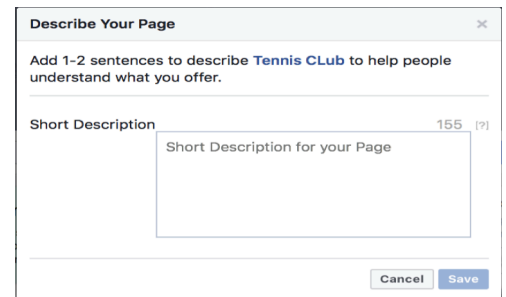 Describe Your Page ×
Add 1-2 sentences to describe Tennis CLub to help people
understand what you offer.
Short Description 155 [?]
Short Description for your Page
Cancel Save